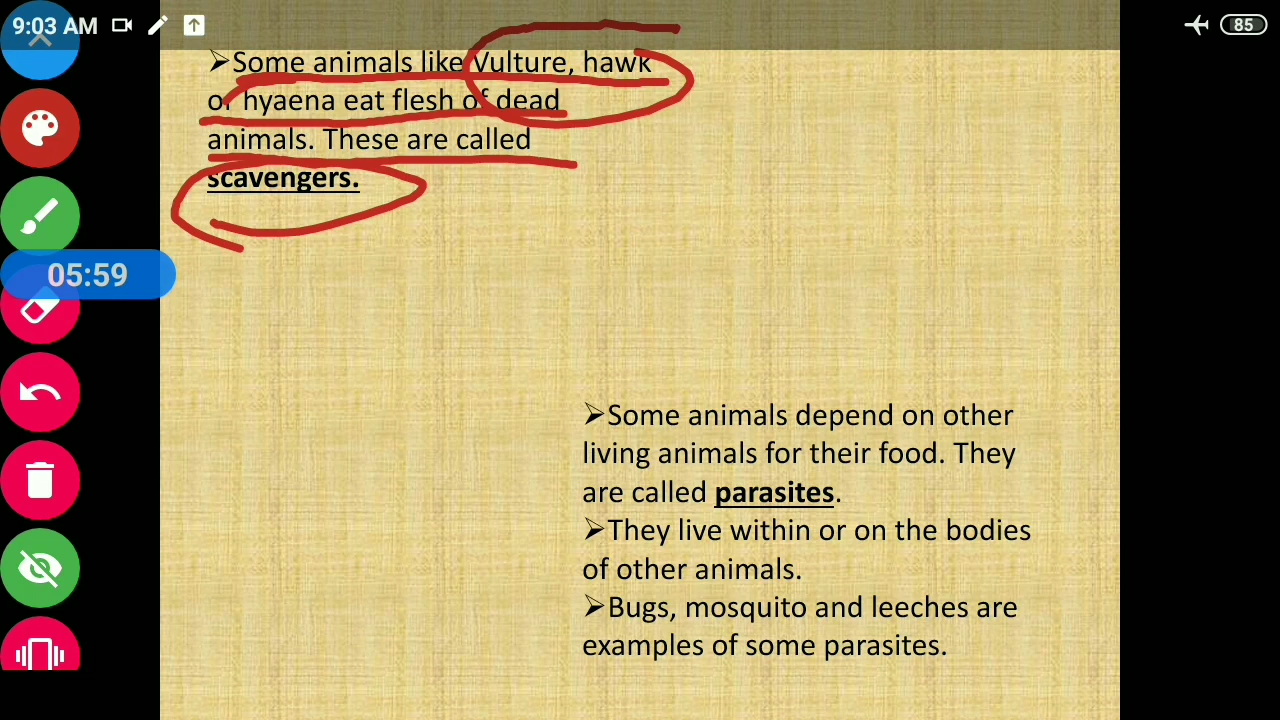 9:03 AM
85
➢Some animals like Vulture, hawk
or hyaena eat flesh of dead
animals. These are called
scavengers.
05:59
➢Some animals depend on other
living animals for their food. They
are called parasites.
➢They live within or on the bodies
of other animals.
➢Bugs, mosquito and leeches are
examples of some parasites.